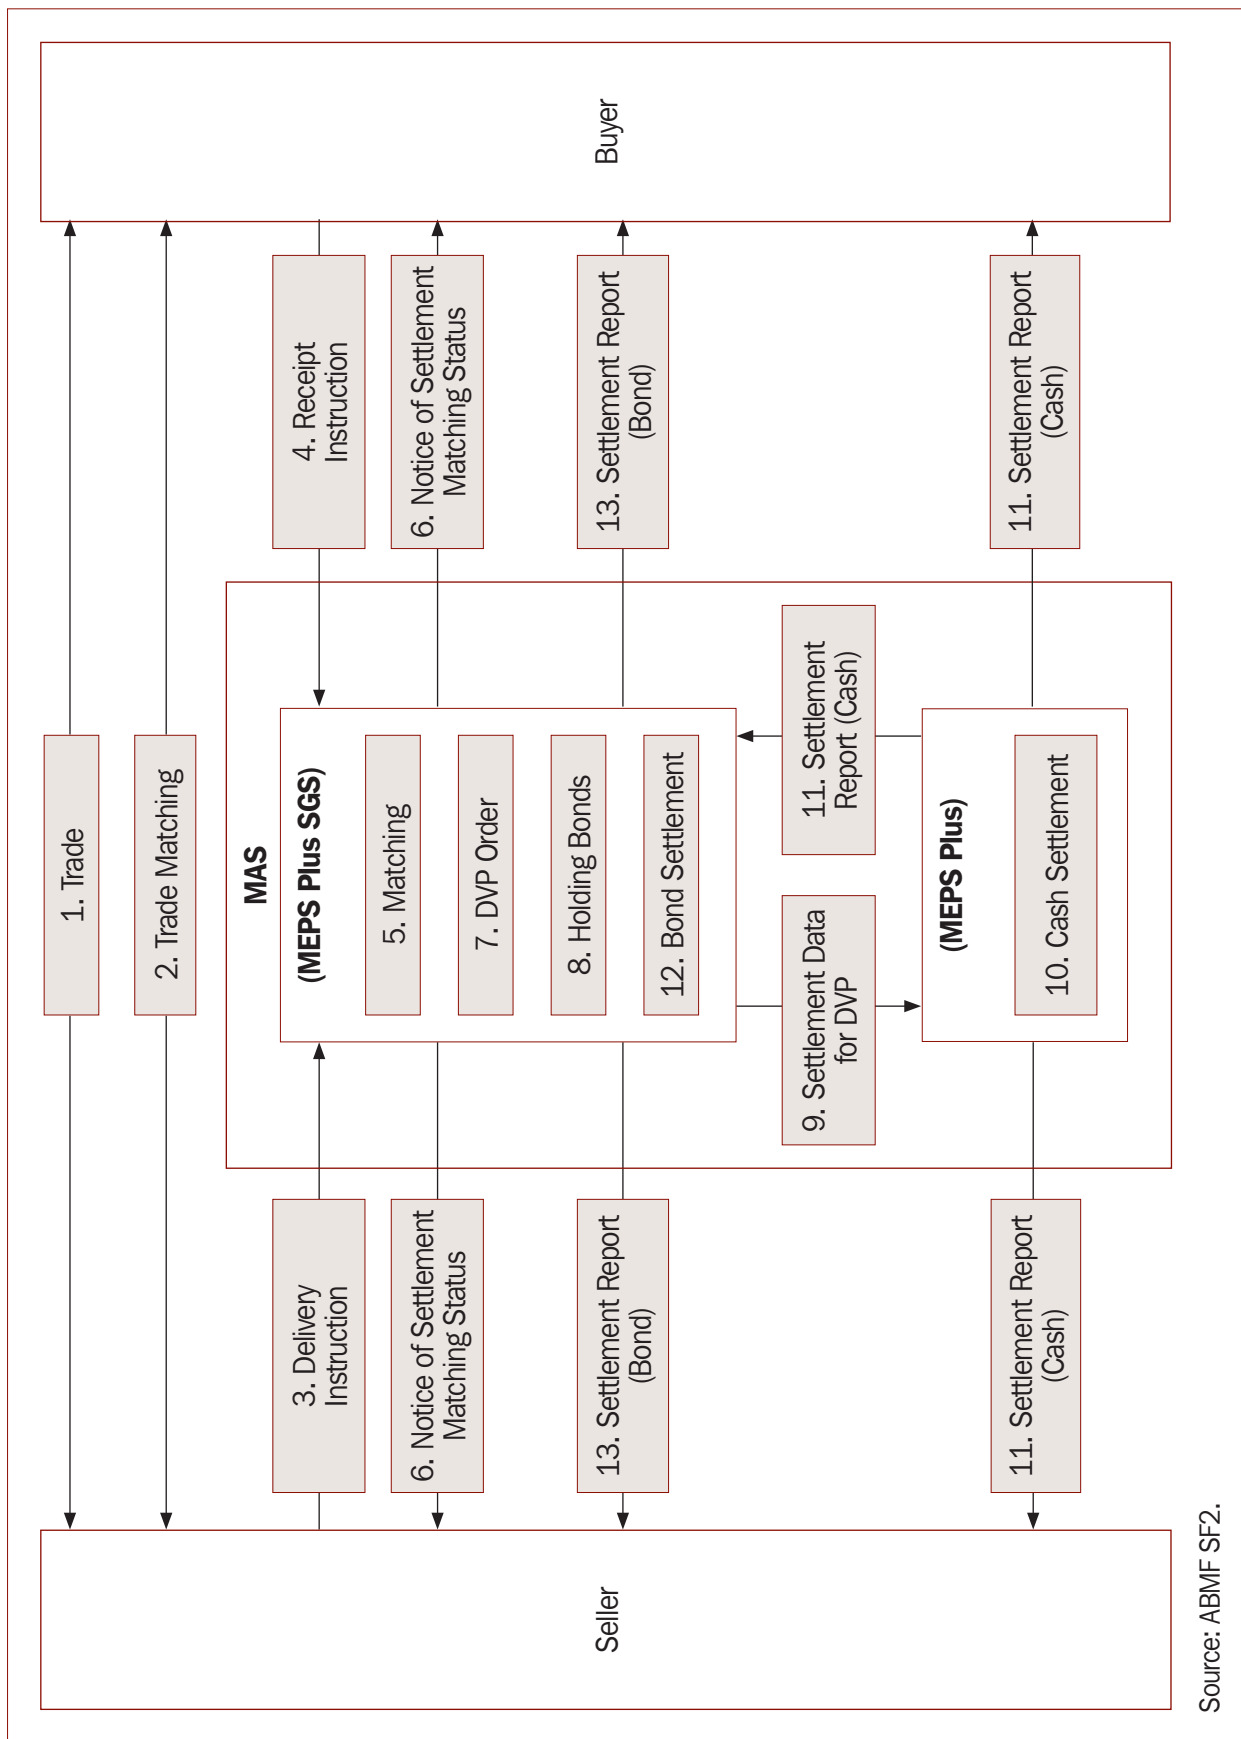 1. Trade
2. Trade Matching
MAS
(MEPS Plus SGS)
3. Delivery
Instruction
4. Receipt
Instruction
5. Matching
6. Notice of Settlement
Matching Status
6. Notice of Settlement
Matching Status
7. DVP Order
Seller
8. Holding Bonds
Buyer
13. Settlement Report
(Bond)
13. Settlement Report
(Bond)
12. Bond Settlement
9. Settlement Data
for DVP
11. Settlement
Report (Cash)
(MEPS Plus)
11. Settlement Report
(Cash)
10. Cash Settlement
11. Settlement Report
(Cash)
Source: ABMF SF2.